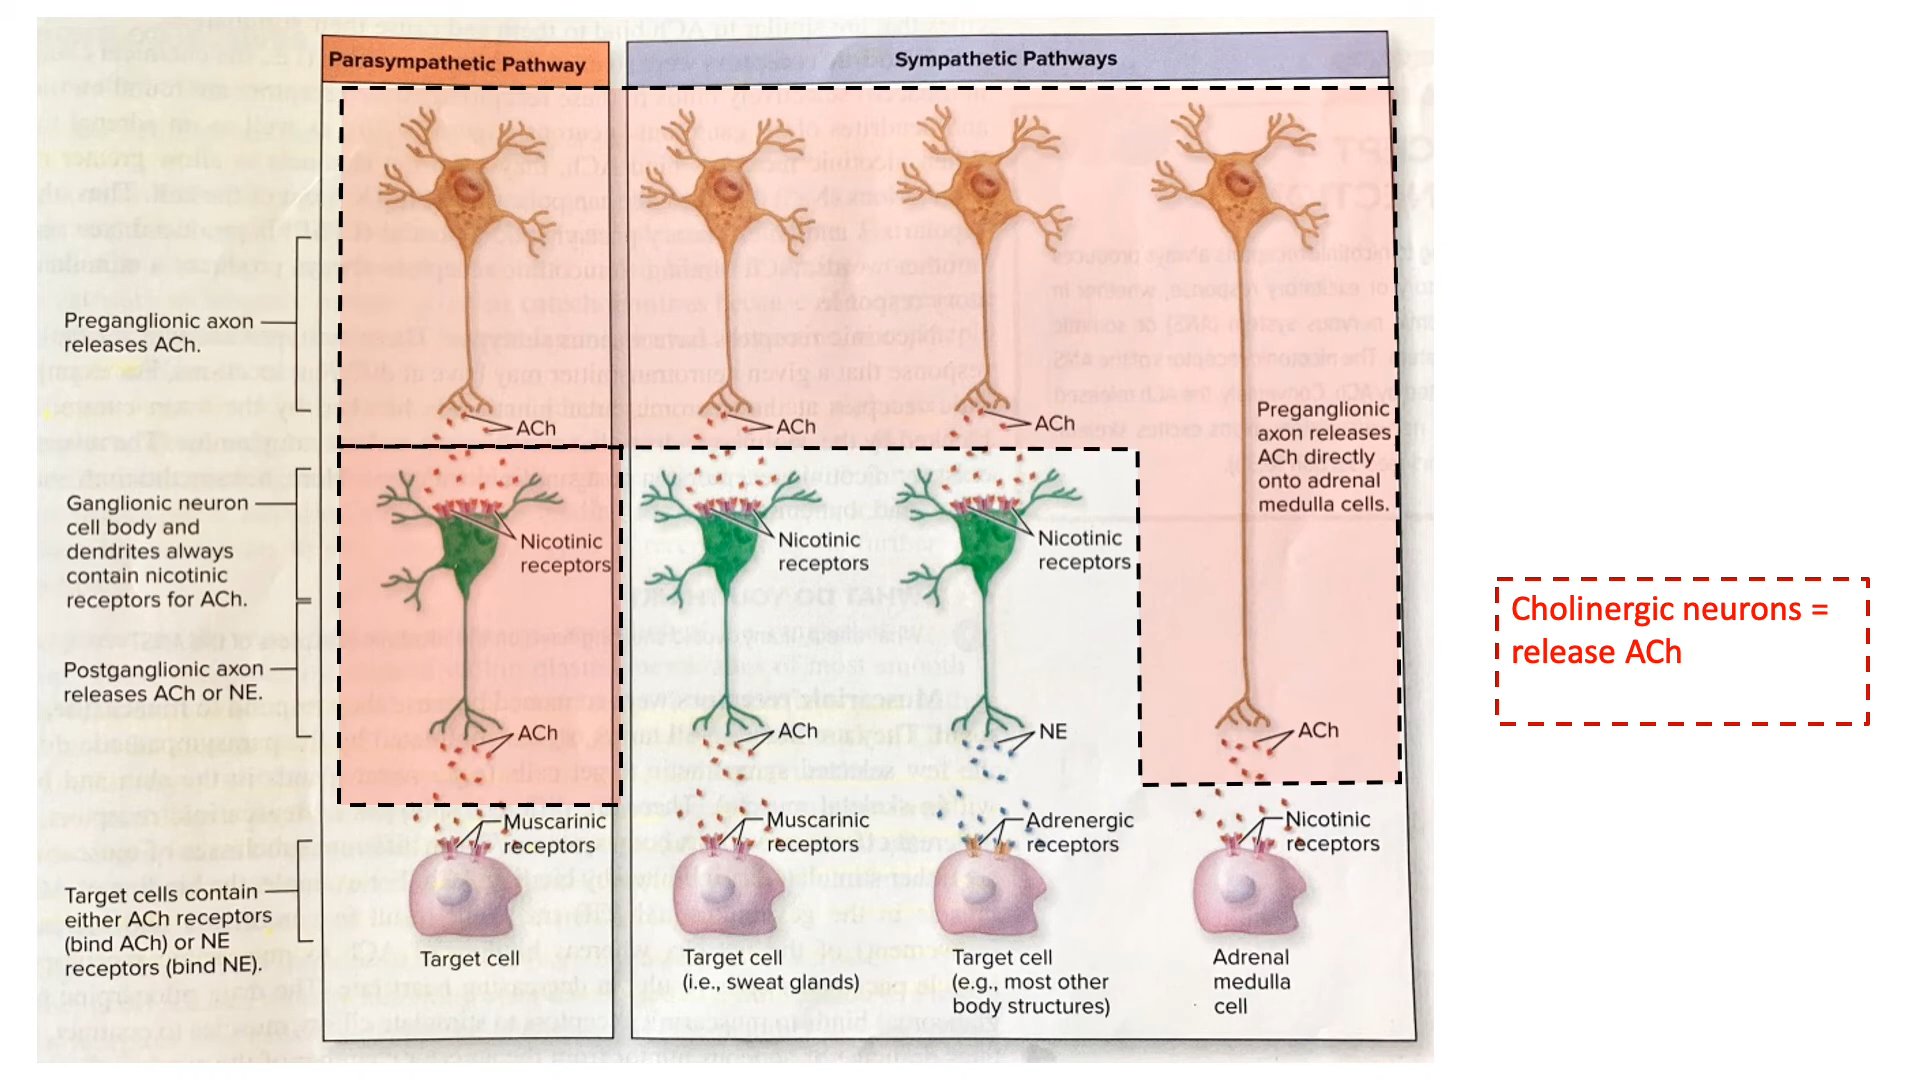 Parasympathetic Pathway
Sympathetic Pathways
Preganglionic axon
releases ACh.
ACh
ACh
ACh
Preganglionic
axon releases
ACh directly
onto adrenal
medulla cells.
Ganglionic neuron
cell body and
dendrites always
contain nicotinic
receptors for ACh.
Nicotinic
receptors
Nicotinic
receptors
Nicotinic
receptors
Cholinergic neurons =
release ACh
Postganglionic axon
releases ACh or NE.
ACh
ACh
NE
ACh
Muscarinic
receptors
Muscarinic
receptors
Adrenergic
receptors
Nicotinic
receptors
Target cells contain
either ACh receptors
(bind ACh) or NE
receptors (bind NE).
Target cell
Target cell
(i.e., sweat glands)
Target cell
(e.g., most other
body structures)
Adrenal
medulla
cell